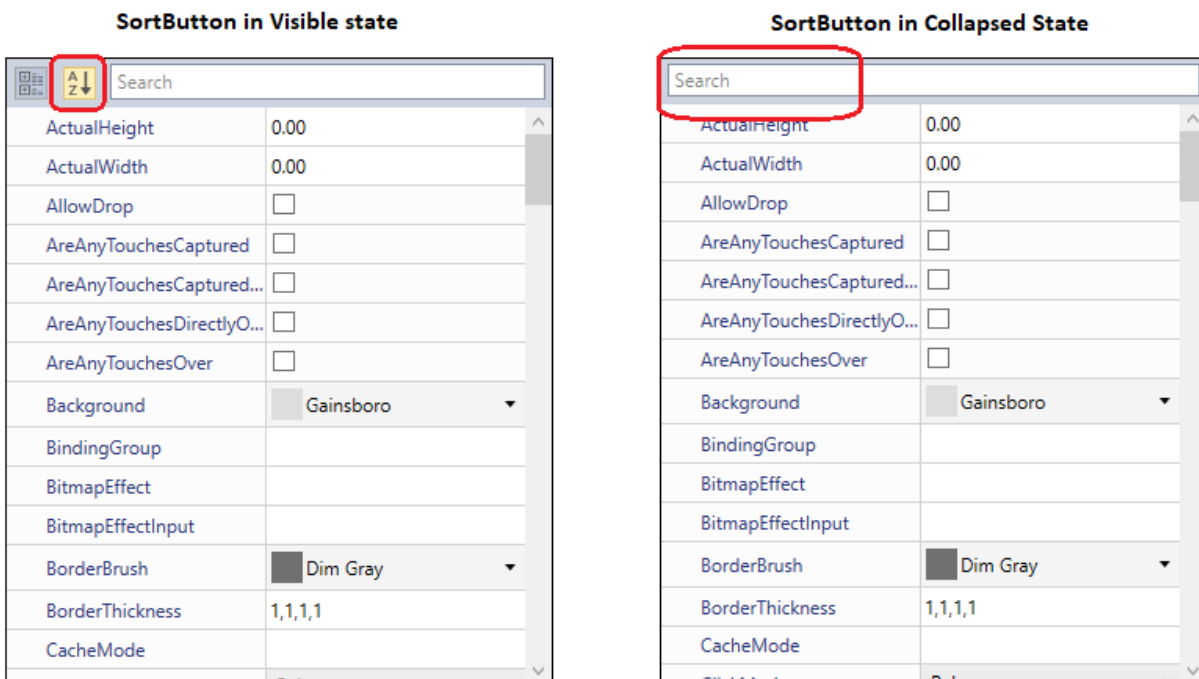 SortButton in Visible state
A
Z
Search
ActualHeight 0.00
ActualWidth 0.00
AllowDrop
AreAnyTouchesCaptured
AreAnyTouchesCaptured...
AreAnyTouchesDirectlyO...
AreAnyTouchesOver
Background Gainsboro
BindingGroup
BitmapEffect
BitmapEffectInput
BorderBrush Dim Gray
BorderThickness 1,1,1,1
CacheMode
SortButton in Collapsed State
Search
ActualHeight 0.00
ActualWidth 0.00
AllowDrop
AreAnyTouchesCaptured
AreAnyTouchesCaptured...
AreAnyTouchesDirectlyO...
AreAnyTouchesOver
Background Gainsboro
BindingGroup
BitmapEffect
BitmapEffectInput
BorderBrush Dim Gray
BorderThickness 1,1,1,1
CacheMode